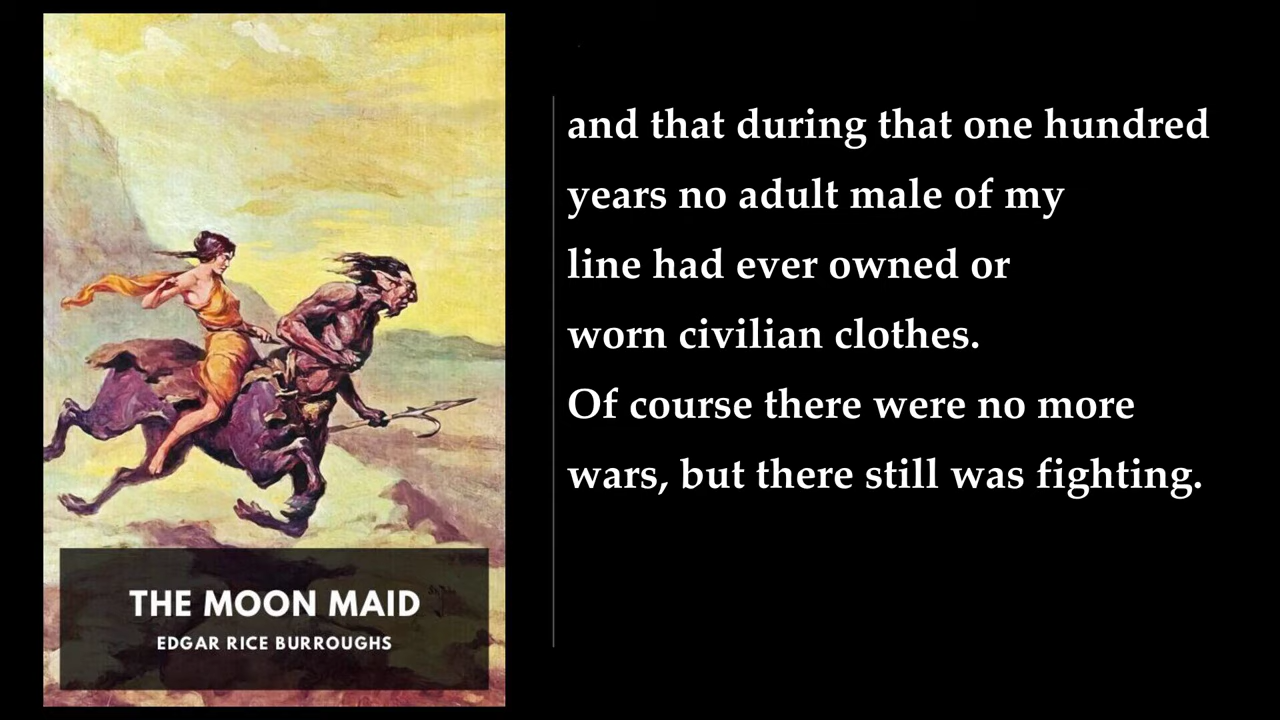 and that during that one hundred
years no adult male of my
line had ever owned or
worn civilian clothes.
Of course there were no more
wars, but there still was fighting.
THE MOON MAID
EDGAR RICE BURROUGHS